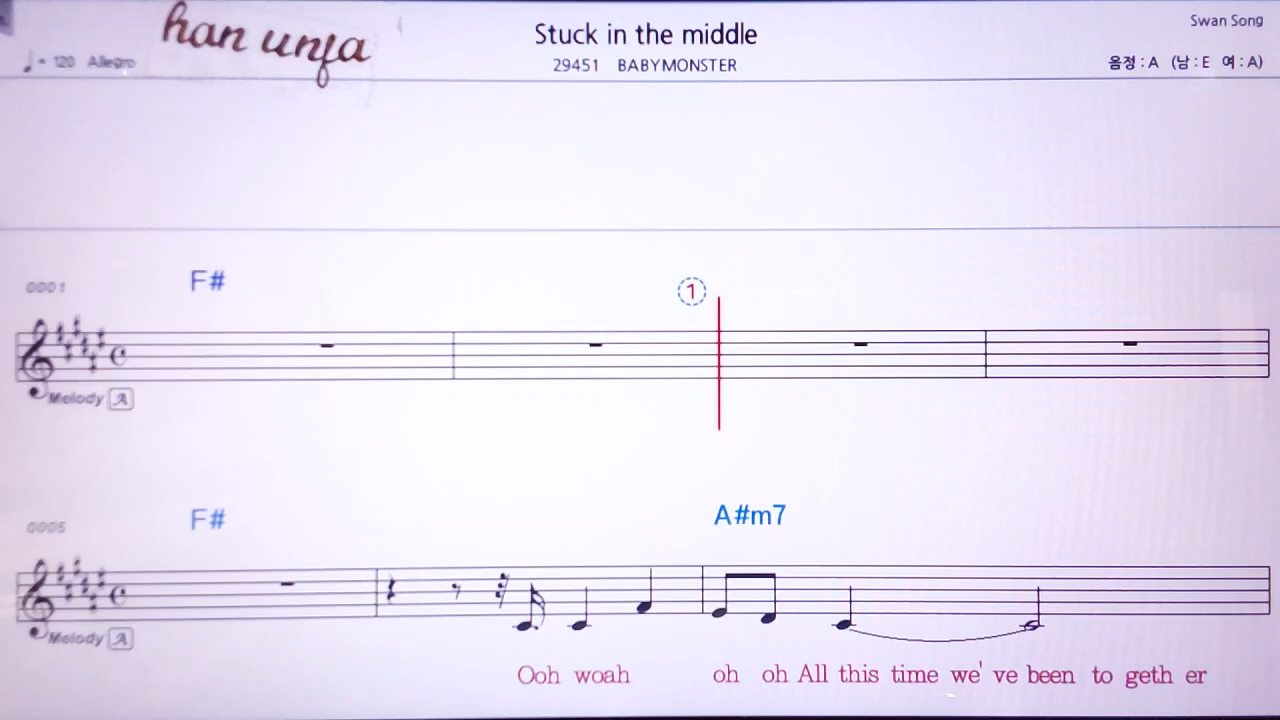 han unfa
Stuck in the middle
Swan Song
♩ = 120 Allegro
29451 BABYMONSTER
음정 : A (남 : E 여 : A)
0001 F#
1
Melody A
0005 F# A#m7
Melody A
Ooh woah oh oh All this time we' ve been to geth er